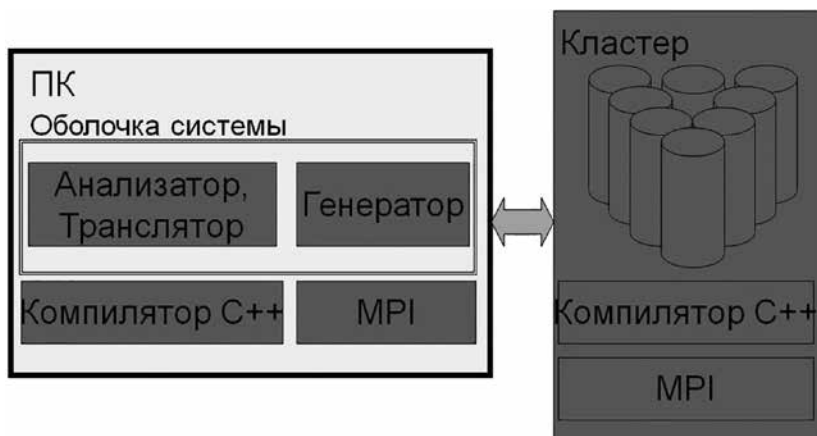 ПК
Оболочка системы
Анализатор,
Транслятор
Генератор
Компилятор C++
MPI
Кластер
Компилятор C++
MPI